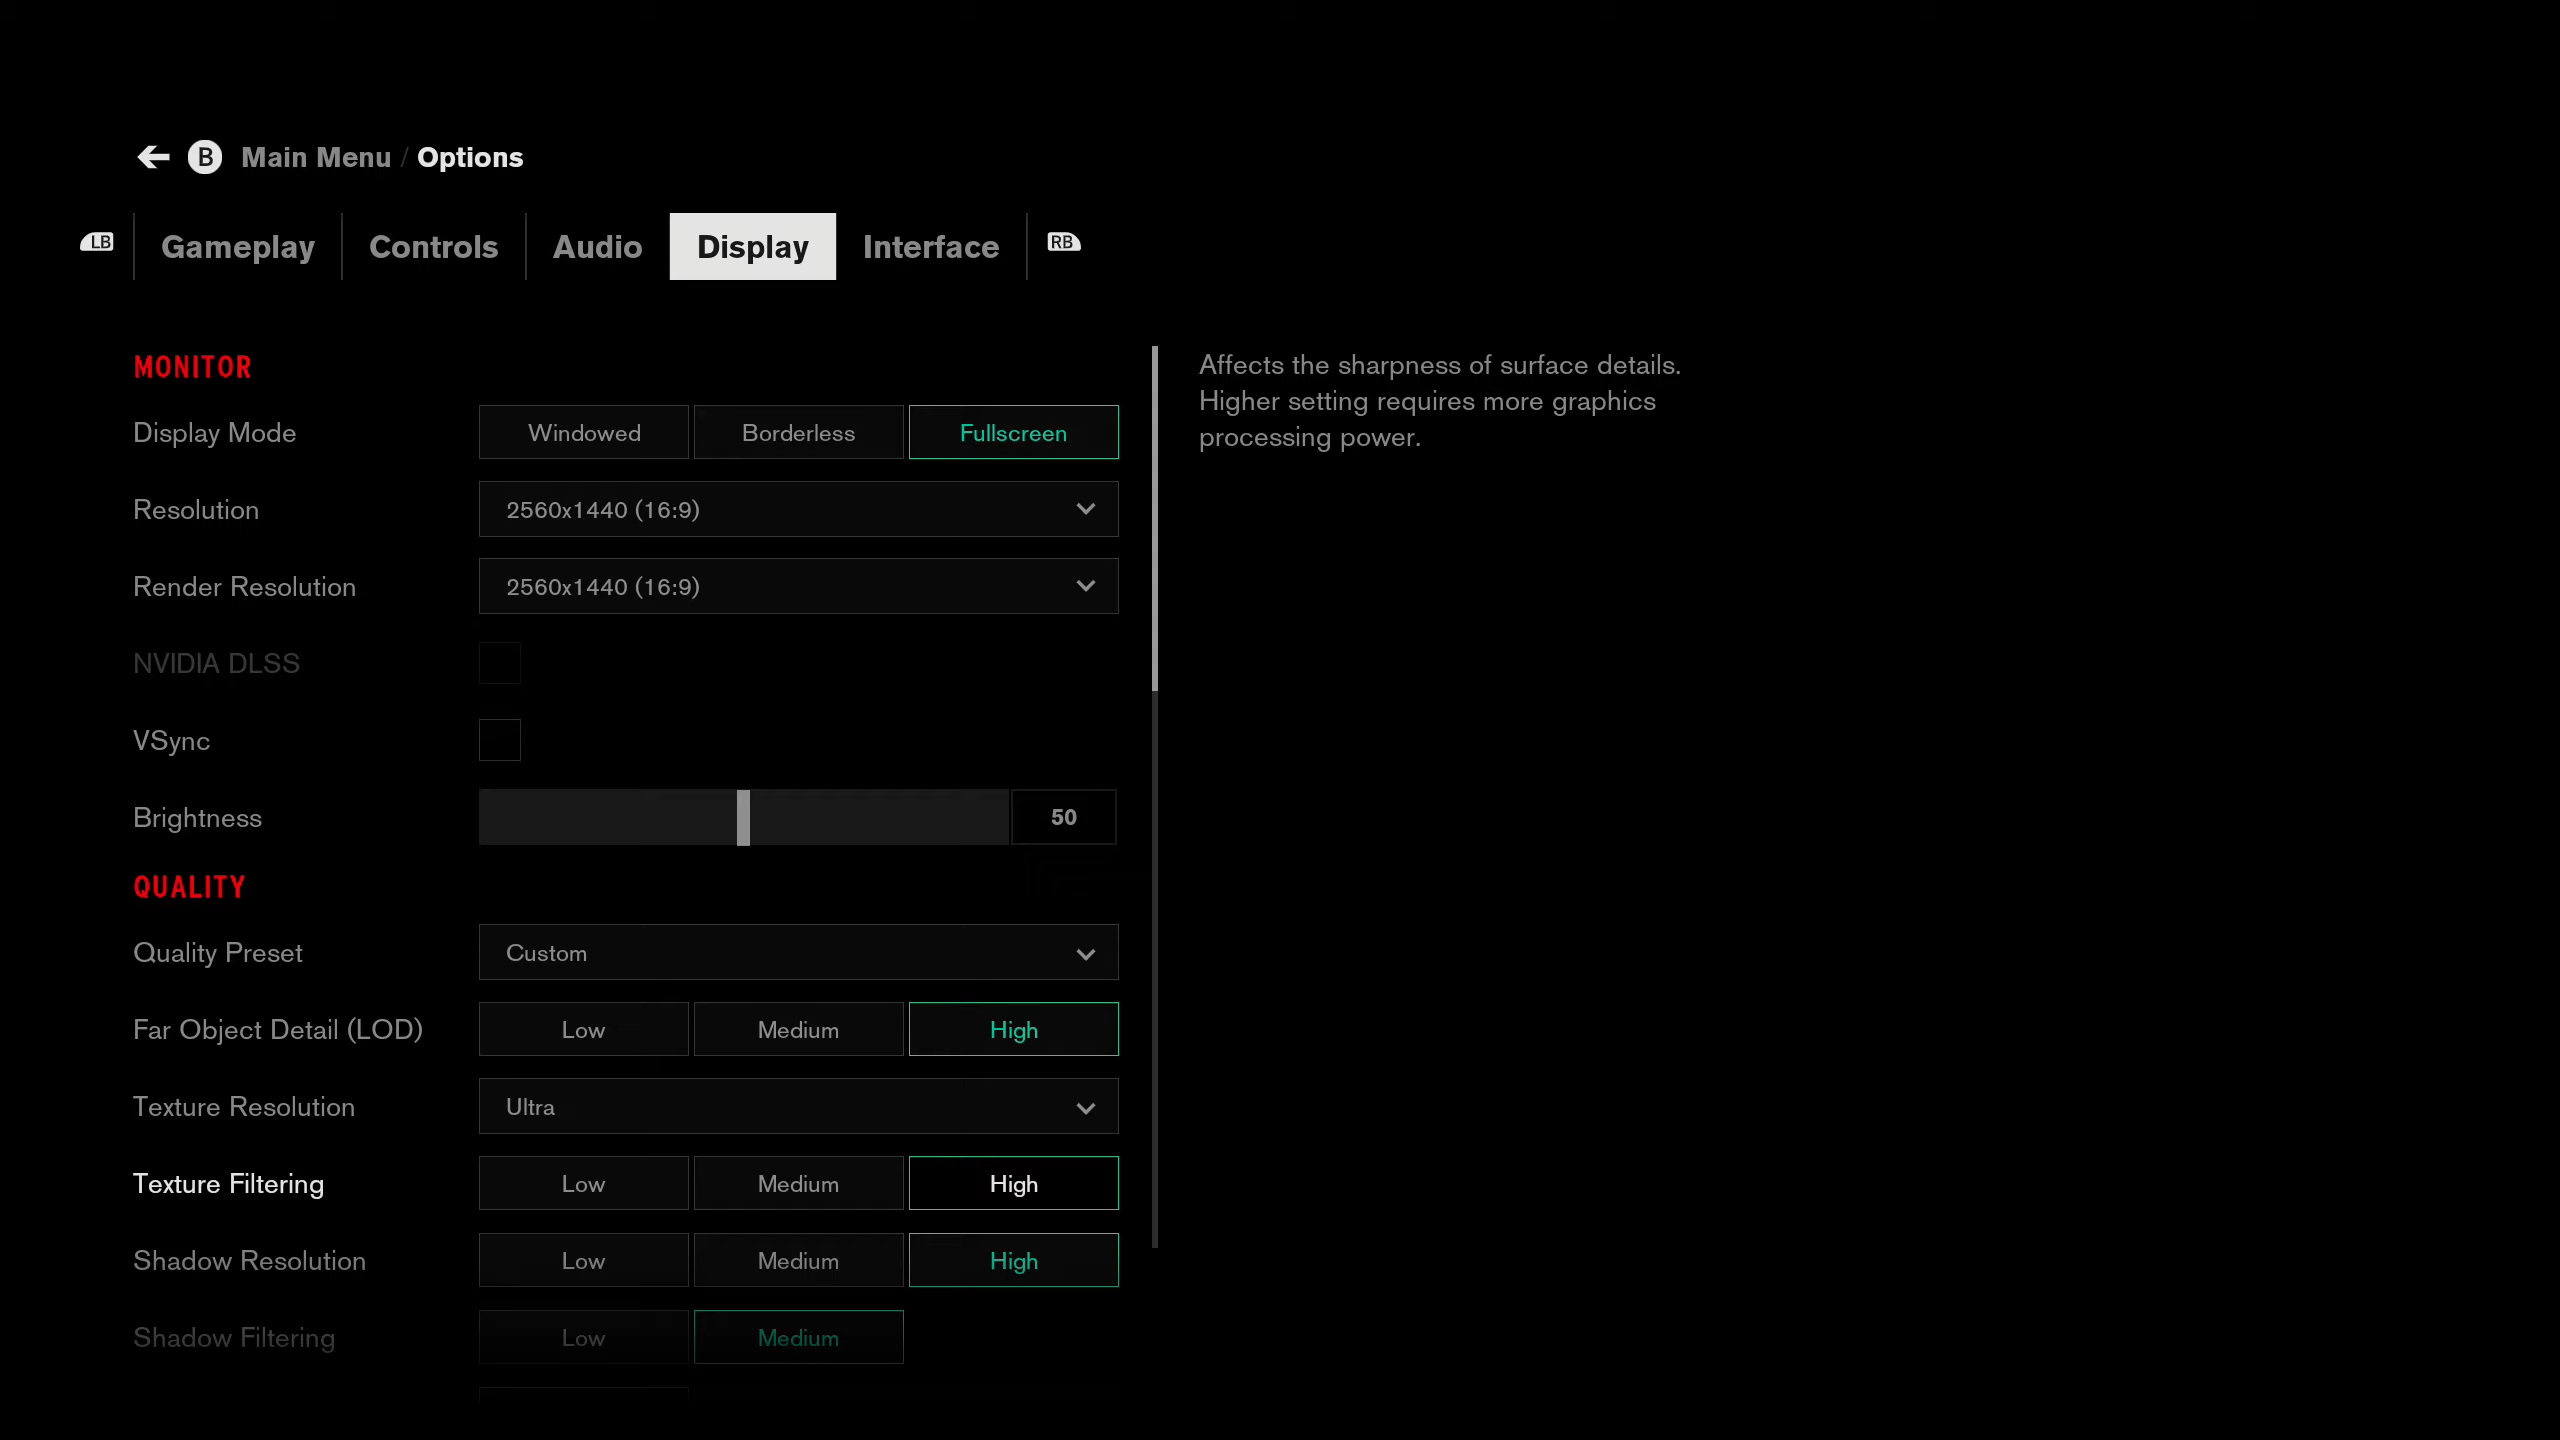 B Main Menu / Options
LB Gameplay Controls Audio Display Interface RB
MONITOR
Display Mode Windowed Borderless Fullscreen
Resolution 2560x1440 (16:9)
Render Resolution 2560x1440 (16:9)
NVIDIA DLSS
VSync
Brightness 50
QUALITY
Quality Preset Custom
Far Object Detail (LOD) Low Medium High
Texture Resolution Ultra
Texture Filtering Low Medium High
Shadow Resolution Low Medium High
Shadow Filtering Low Medium
Affects the sharpness of surface details.
Higher setting requires more graphics
processing power.